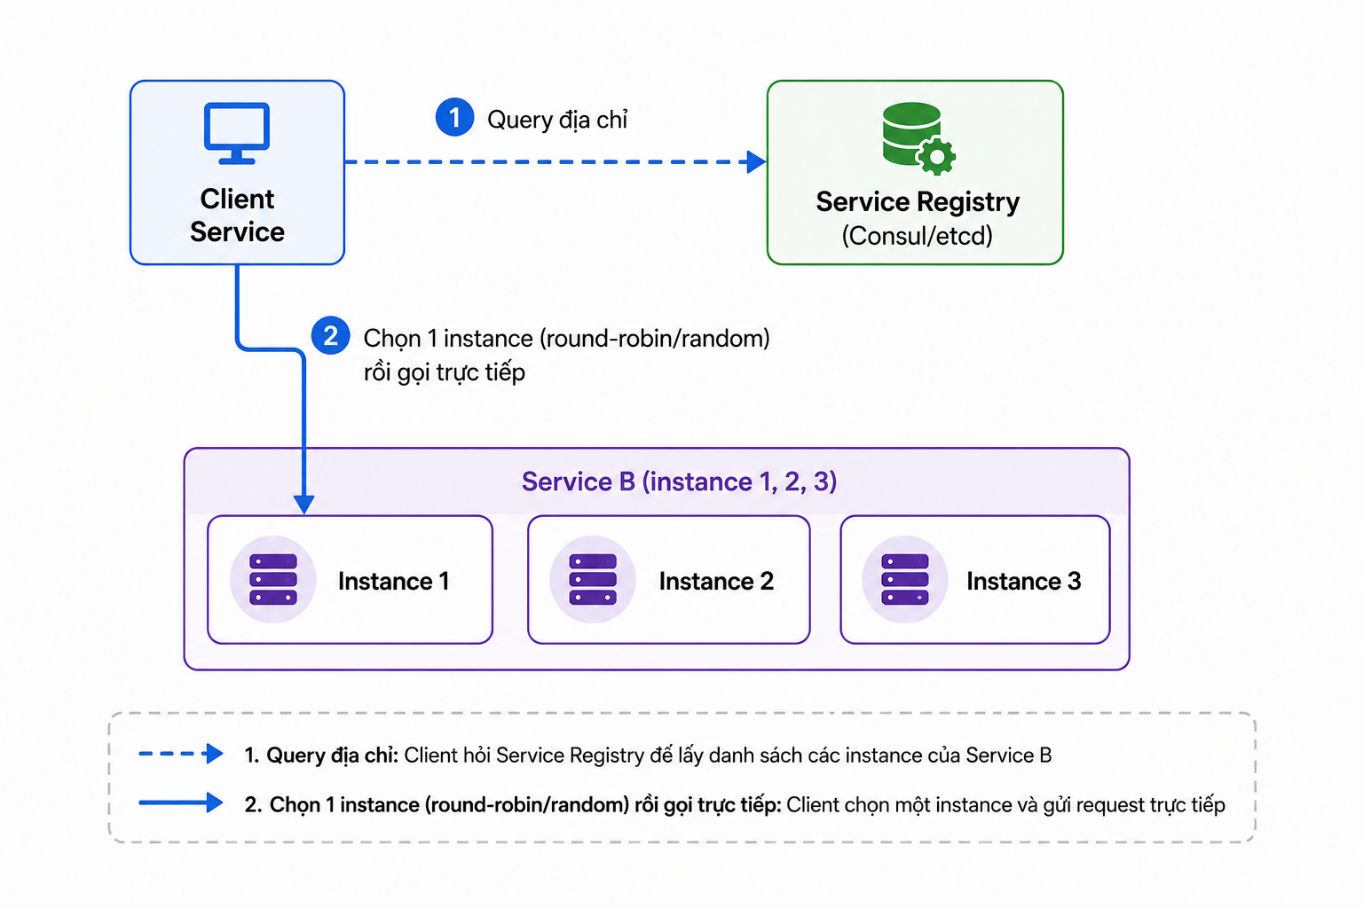 1 Query địa chỉ
Client
Service
Service Registry
(Consul/etcd)
2 Chọn 1 instance (round-robin/random)
rồi gọi trực tiếp
Service B (instance 1, 2, 3)
Instance 1
Instance 2
Instance 3
1. Query địa chỉ: Client hỏi Service Registry để lấy danh sách các instance của Service B
2. Chọn 1 instance (round-robin/random) rồi gọi trực tiếp: Client chọn một instance và gửi request trực tiếp